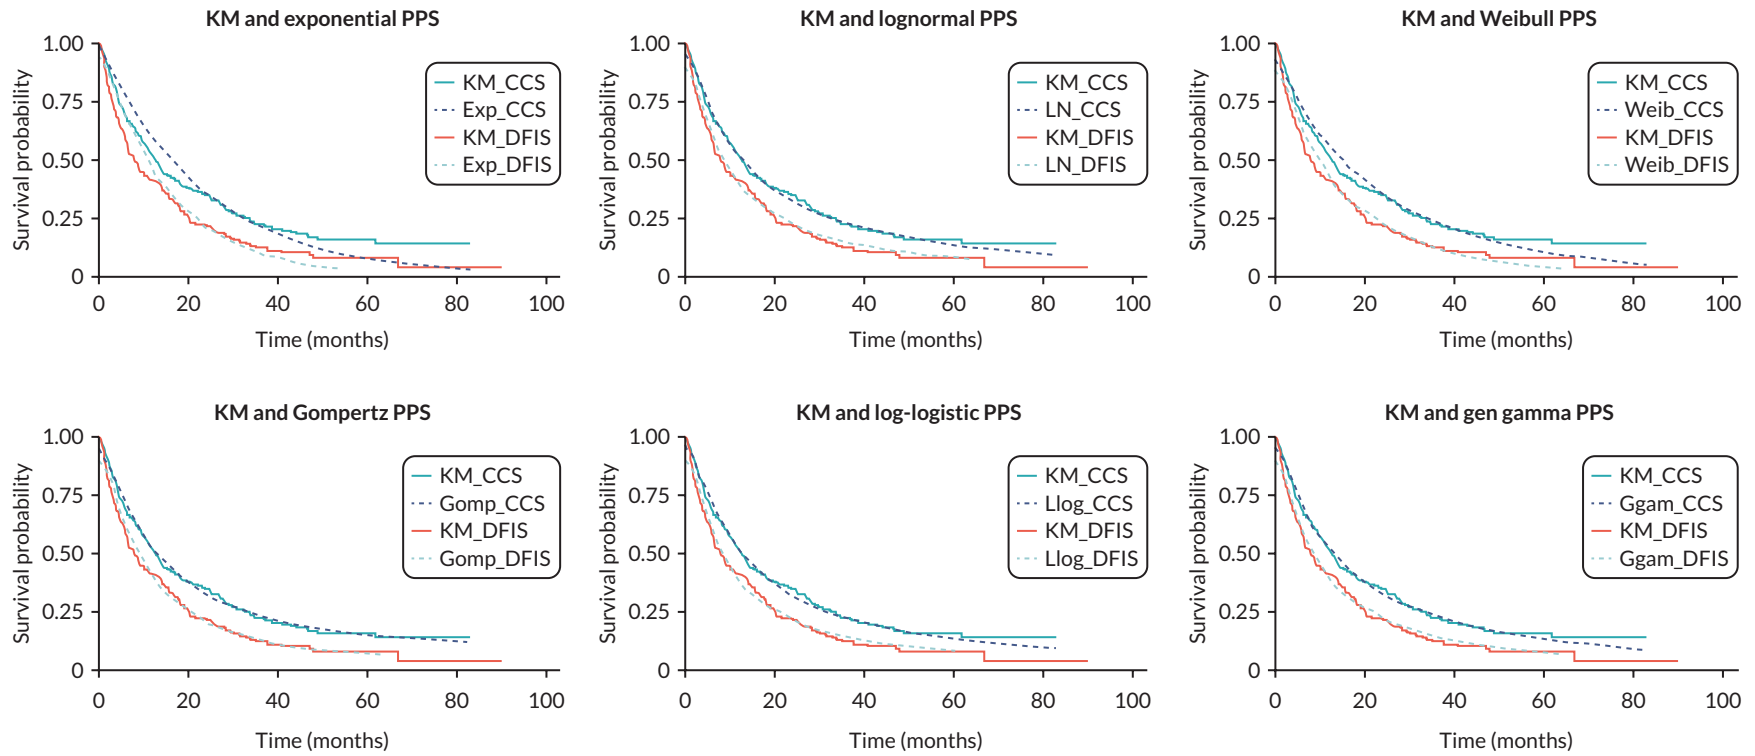 KM and exponential PPS
Survival probability
1.00
0.75
0.50
0.25
0
0 20 40 60 80 100
Time (months)
KM_CCS
Exp_CCS
KM_DFIS
Exp_DFIS
KM and lognormal PPS
Survival probability
1.00
0.75
0.50
0.25
0
0 20 40 60 80 100
Time (months)
KM_CCS
LN_CCS
KM_DFIS
LN_DFIS
KM and Weibull PPS
Survival probability
1.00
0.75
0.50
0.25
0
0 20 40 60 80 100
Time (months)
KM_CCS
Weib_CCS
KM_DFIS
Weib_DFIS
KM and Gompertz PPS
Survival probability
1.00
0.75
0.50
0.25
0
0 20 40 60 80 100
Time (months)
KM_CCS
Gomp_CCS
KM_DFIS
Gomp_DFIS
KM and log-logistic PPS
Survival probability
1.00
0.75
0.50
0.25
0
0 20 40 60 80 100
Time (months)
KM_CCS
Llog_CCS
KM_DFIS
Llog_DFIS
KM and gen gamma PPS
Survival probability
1.00
0.75
0.50
0.25
0
0 20 40 60 80 100
Time (months)
KM_CCS
Ggam_CCS
KM_DFIS
Ggam_DFIS